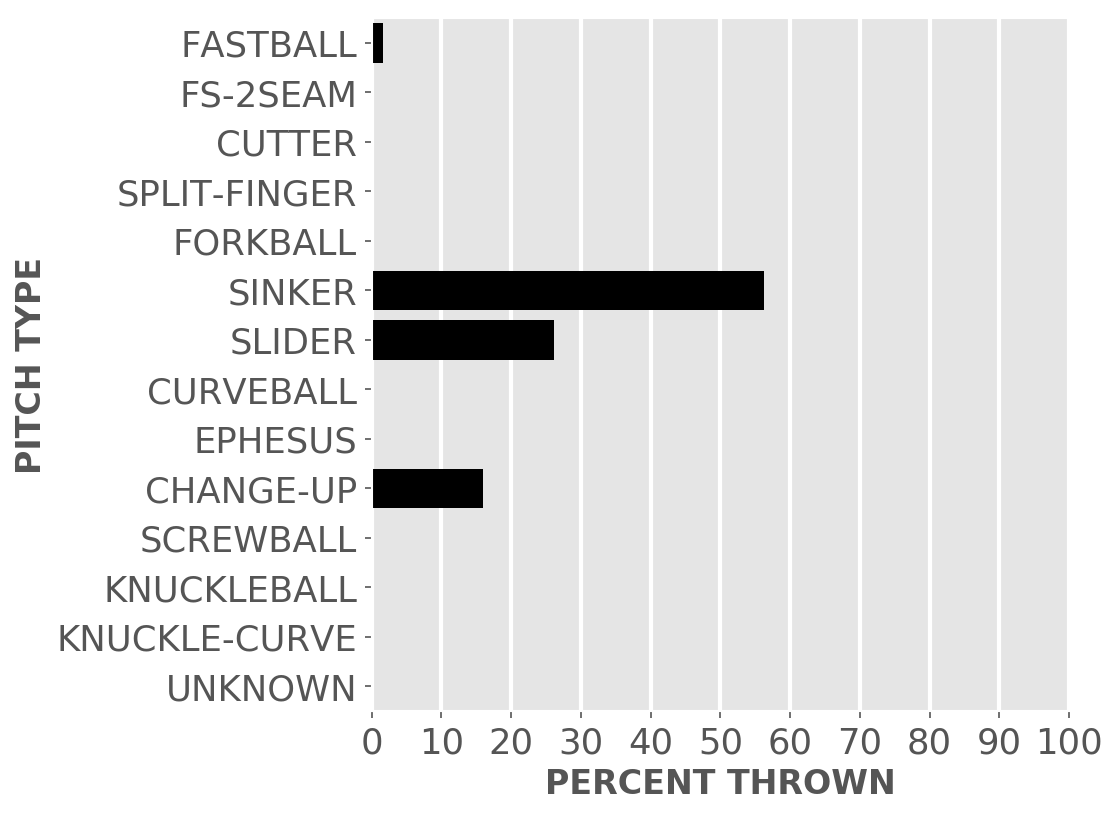 PITCH TYPE
FASTBALL
FS-2SEAM
CUTTER
SPLIT-FINGER
FORKBALL
SINKER
SLIDER
CURVEBALL
EPHESUS
CHANGE-UP
SCREWBALL
KNUCKLEBALL
KNUCKLE-CURVE
UNKNOWN
0 10 20 30 40 50 60 70 80 90 100
PERCENT THROWN